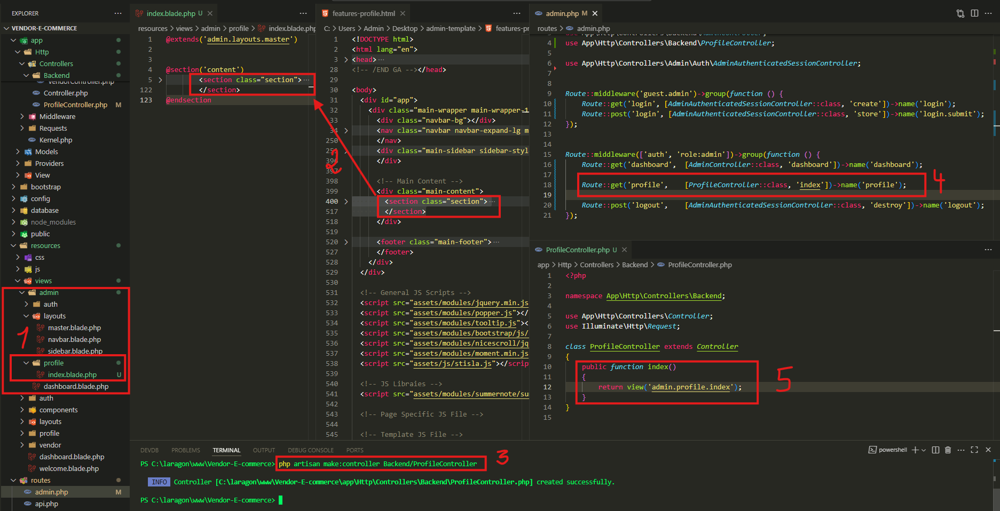 EXPLORER
VENDOR-E-COMMERCE
app
Http
Controllers
Backend
VendorController.php
Controller.php
ProfileController.php M
Middleware
Requests
Kernel.php
Models
Providers
View
bootstrap
config
database
node_modules
public
resources
css
js
views
admin
auth
layouts
master.blade.php
navbar.blade.php
sidebar.blade.php
profile
index.blade.php U
dashboard.blade.php
auth
components
layouts
profile
vendor
dashboard.blade.php
welcome.blade.php
routes
admin.php M
api.php
1
index.blade.php U
resources > views > admin > profile > index.blade.php
1 @extends('admin.layouts.master')
2
3
4 @section('content')
5 <section class="section">
122 </section>
123 @endsection
2
features-profile.html
C: > Users > Admin > Desktop > admin-template > features-pr
1 <!DOCTYPE html>
2 <html lang="en">
3 <head>
28 <!-- /END GA --></head>
29
30 <body>
31 <div id="app">
32 <div class="main-wrapper main-wrapper-1
33 <div class="navbar-bg"></div>
34 <nav class="navbar navbar-expand-lg m
250 </nav>
251 <div class="main-sidebar sidebar-styl
396 </div>
397
398 <!-- Main Content -->
399 <div class="main-content">
400 <section class="section">
517 </section>
518 </div>
519
520 <footer class="main-footer">
527 </footer>
528 </div>
529 </div>
530
531 <!-- General JS Scripts -->
532 <script src="assets/modules/jquery.min.js
533 <script src="assets/modules/popper.js"></
534 <script src="assets/modules/tooltip.js"><
535 <script src="assets/modules/bootstrap/js/
536 <script src="assets/modules/nicescroll/jq
537 <script src="assets/modules/moment.min.js
538 <script src="assets/js/stisla.js"></scrip
539
540 <!-- JS Libraies -->
541 <script src="assets/modules/summernote/su
542
543 <!-- Page Specific JS File -->
544
545 <!-- Template JS File -->
admin.php M
routes > admin.php
use App\Http\Controllers\Backend\AdminController;
4 use App\Http\Controllers\Backend\ProfileController;
5
6 use App\Http\Controllers\Admin\Auth\AdminAuthenticatedSessionController;
7
8
9 Route::middleware('guest.admin')->group(function () {
10 Route::get('login', [AdminAuthenticatedSessionController::class, 'create'])->name('login');
11 Route::post('login', [AdminAuthenticatedSessionController::class, 'store'])->name('login.submit');
12 });
13
14
15 Route::middleware(['auth', 'role:admin'])->group(function () {
16 Route::get('dashboard', [AdminController::class, 'dashboard'])->name('dashboard');
17
18 Route::get('profile', [ProfileController::class, 'index'])->name('profile');
19
20 Route::post('logout', [AdminAuthenticatedSessionController::class, 'destroy'])->name('logout');
21 });
4
ProfileController.php U
app > Http > Controllers > Backend > ProfileController.php
1 <?php
2
3 namespace App\Http\Controllers\Backend;
4
5 use App\Http\Controllers\Controller;
6 use Illuminate\Http\Request;
7
8 class ProfileController extends Controller
9 {
10 public function index()
11 {
12 return view('admin.profile.index');
13 }
14 }
15
5
DEVDB PROBLEMS TERMINAL OUTPUT DEBUG CONSOLE PORTS
powershell
PS C:\laragon\www\Vendor-E-commerce> php artisan make:controller Backend/ProfileController
3
INFO Controller [C:\laragon\www\Vendor-E-commerce\app\Http\Controllers\Backend\ProfileController.php] created successfully.
PS C:\laragon\www\Vendor-E-commerce>